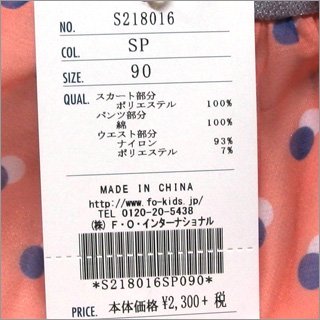 NO. S218016
COL. SP
SIZE. 90
QUAL. スカート部分
ポリエステル 100%
パンツ部分
綿 100%
ウエスト部分
ナイロン 93%
ポリエステル 7%
MADE IN CHINA
http://www.fo-kids.jp/
TEL 0120-20-5438
(株)F・O・インターナショナル
*S218016SP090*
PRICE. 本体価格 ¥2,300+ 税